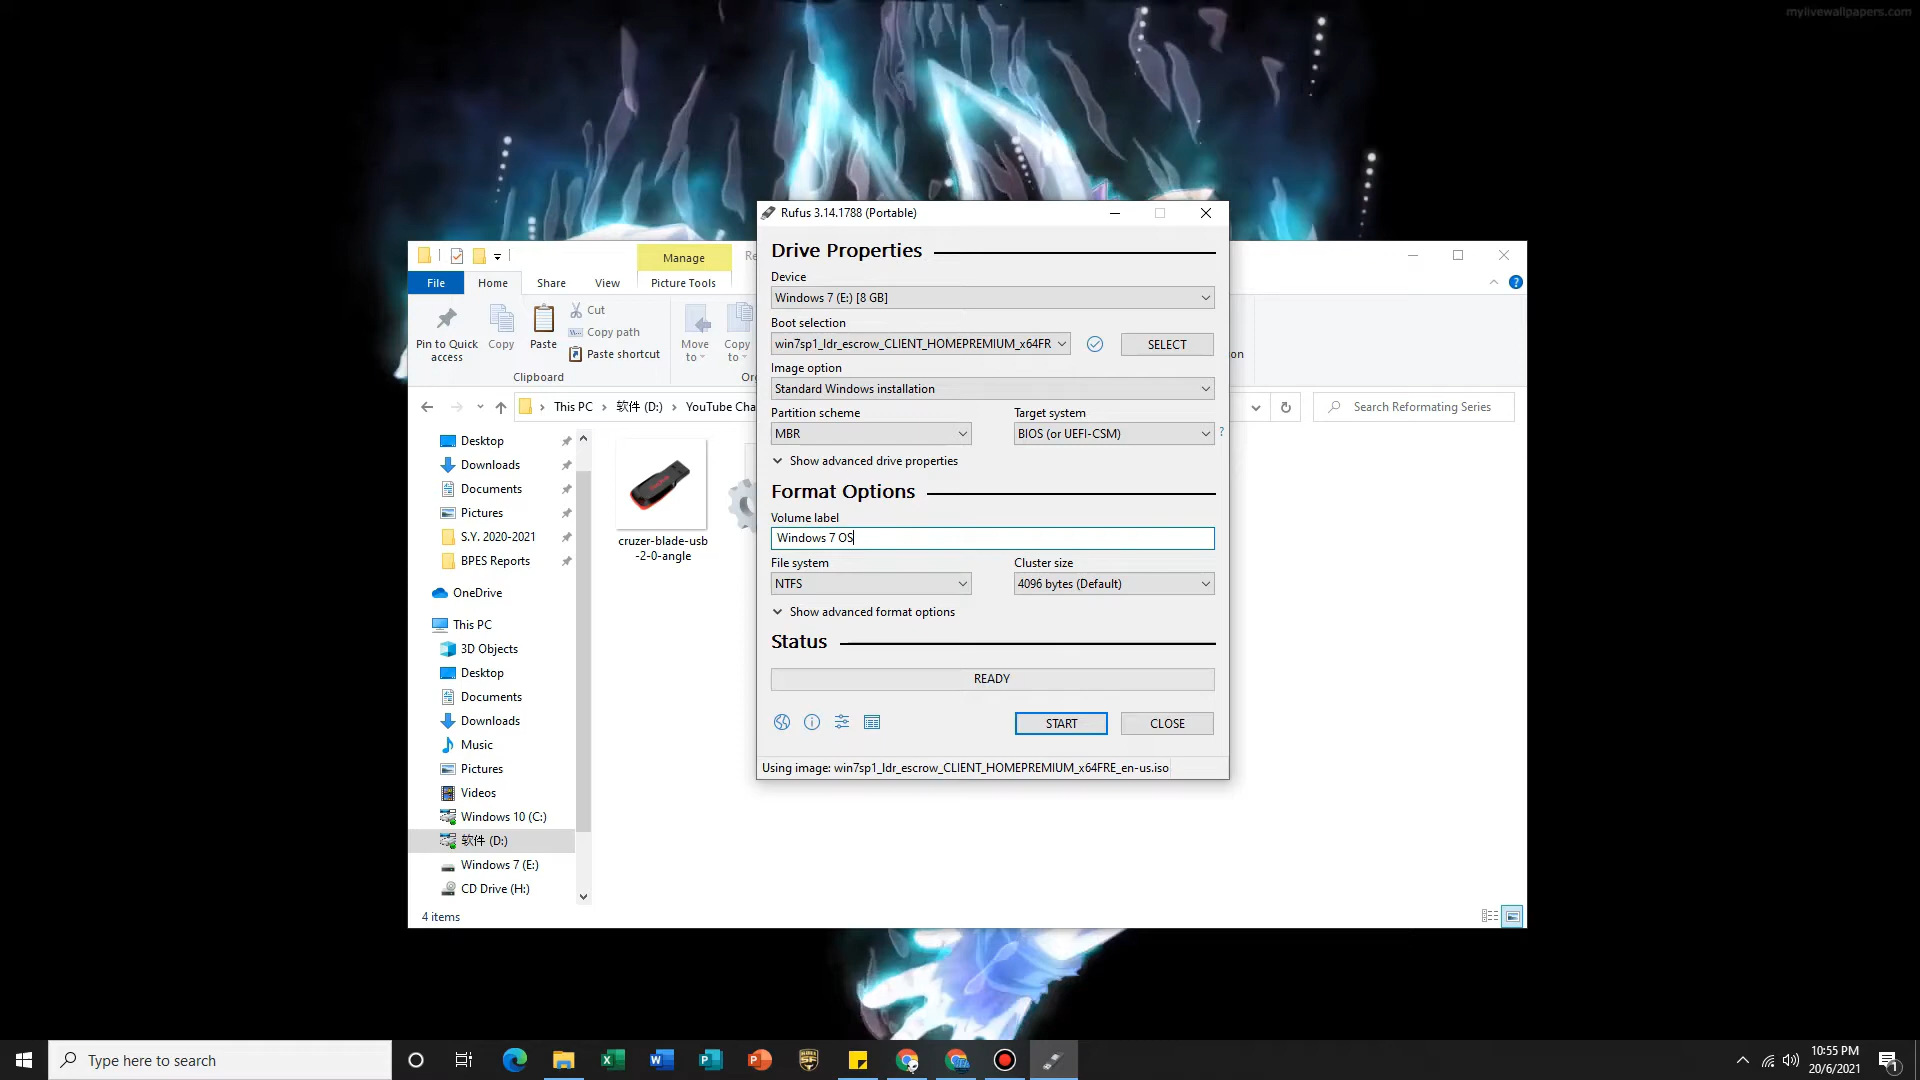 mylivewallpapers.com
Rufus 3.14.1788 (Portable)
Drive Properties
Device
Windows 7 (E:) [8 GB]
Boot selection
win7sp1_ldr_escrow_CLIENT_HOMEPREMIUM_x64FR
SELECT
Image option
Standard Windows installation
Partition scheme
Target system
MBR
BIOS (or UEFI-CSM)
?
Show advanced drive properties
Format Options
Volume label
Windows 7 OS
File system
Cluster size
NTFS
4096 bytes (Default)
Show advanced format options
Status
READY
START
CLOSE
Using image: win7sp1_ldr_escrow_CLIENT_HOMEPREMIUM_x64FRE_en-us.iso
Manage
Re
File
Home
Share
View
Picture Tools
?
Pin to Quick access
Copy
Paste
Cut
Copy path
Paste shortcut
Move to
Copy to
on
Clipboard
Or
This PC
软件 (D:)
YouTube Cha
Search Reformating Series
Desktop
Downloads
Documents
Pictures
S.Y. 2020-2021
BPES Reports
OneDrive
This PC
3D Objects
Desktop
Documents
Downloads
Music
Pictures
Videos
Windows 10 (C:)
软件 (D:)
Windows 7 (E:)
CD Drive (H:)
cruzer-blade-usb
-2-0-angle
4 items
Type here to search
10:55 PM
20/6/2021
1